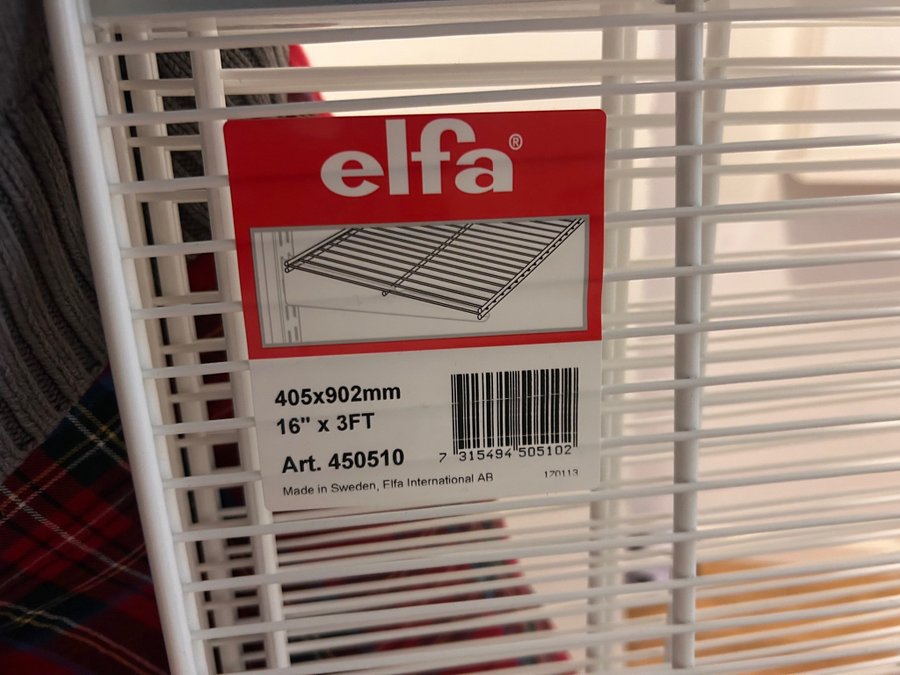 elfa®
405x902mm
16" x 3FT
Art. 450510
7 315494 505102
Made in Sweden, Elfa International AB
170113